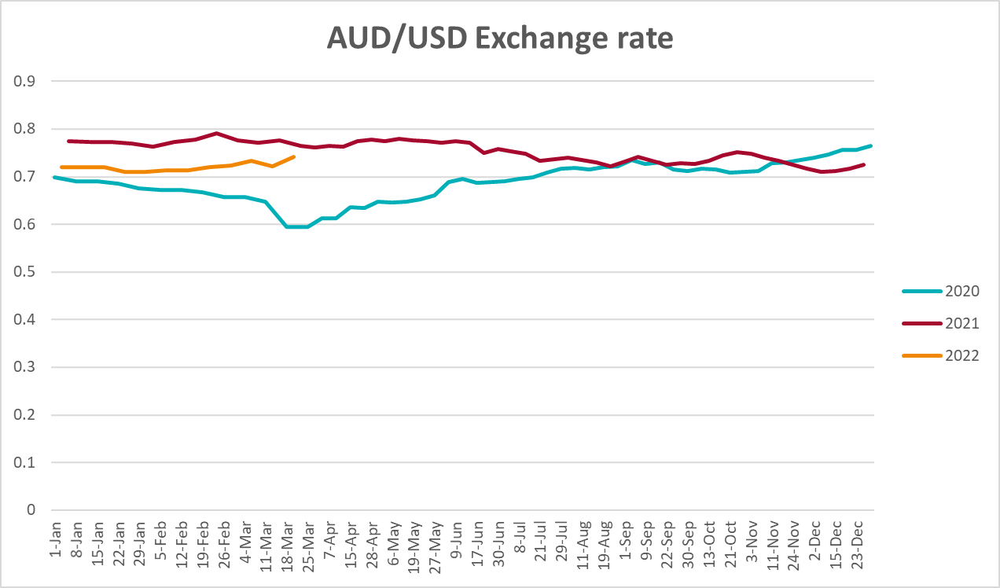 AUD/USD Exchange rate
0.9
0.8
0.7
0.6
0.5
0.4
0.3
0.2
0.1
0
1-Jan
8-Jan
15-Jan
22-Jan
29-Jan
5-Feb
12-Feb
19-Feb
26-Feb
4-Mar
11-Mar
18-Mar
25-Mar
7-Apr
15-Apr
28-Apr
6-May
19-May
27-May
9-Jun
17-Jun
30-Jun
8-Jul
21-Jul
29-Jul
11-Aug
19-Aug
1-Sep
9-Sep
22-Sep
30-Sep
13-Oct
21-Oct
3-Nov
11-Nov
24-Nov
2-Dec
15-Dec
23-Dec
2020
2021
2022